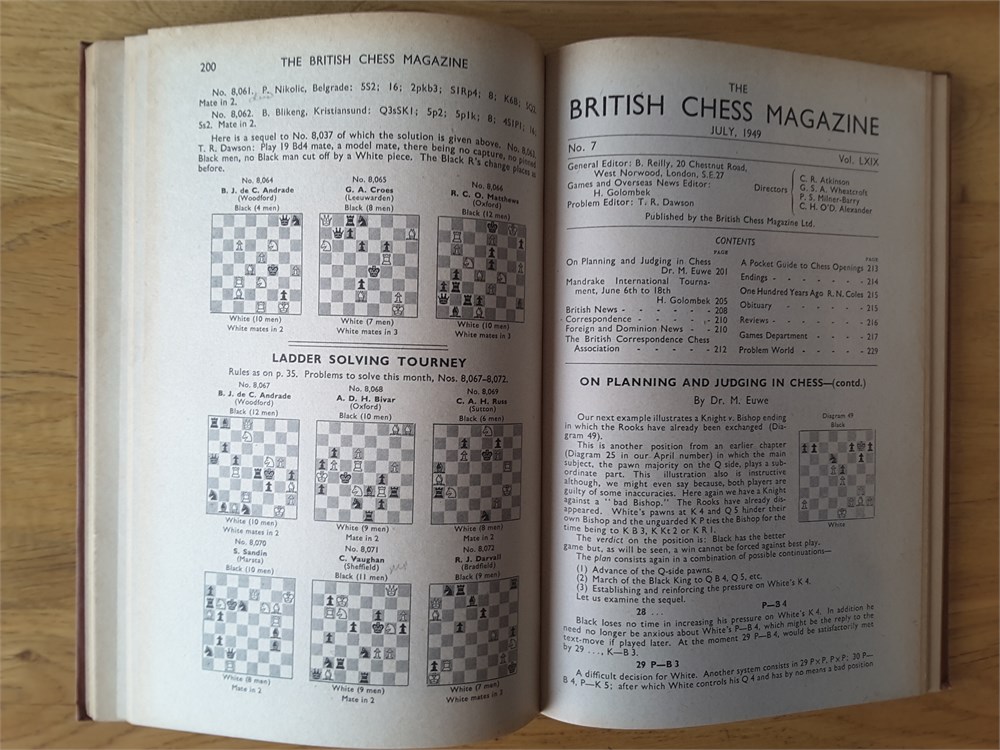 200
THE BRITISH CHESS MAGAZINE
No. 8,061. P. Nikolic, Belgrade: 5S2; 16; 2pkb3; S1Rp4; 8; K6B; SQ
Mate in 2.
No. 8,062. B. Blikeng, Kristiansund: Q3sSK1; 5p2; 5p1k; 8; 4S1P1; 16;
5s2. Mate in 2.
Here is a sequel to No. 8,037 of which the solution is given above. No. 8,063,
T. R. Dawson: Play 19 Bd4 mate, a model mate, there being no capture, no pinned
Black men, no Black man cut off by a White piece. The Black R's change places as
before.
No. 8,064
B. J. de C. Andrade
(Woodford)
Black (4 men)
White (10 men)
White mates in 2
No. 8,065
G. A. Croes
(Leeuwarden)
Black (8 men)
White (7 men)
White mates in 3
No. 8,066
R. C. O. Matthews
(Oxford)
Black (12 men)
White (10 men)
White mates in 3
LADDER SOLVING TOURNEY
Rules as on p. 35. Problems to solve this month, Nos. 8,067–8,072.
No. 8,067
B. J. de C. Andrade
(Woodford)
Black (12 men)
White (10 men)
White mates in 2
No. 8,068
A. D. H. Bivar
(Oxford)
Black (10 men)
White (9 men)
Mate in 2
No. 8,069
C. A. H. Russ
(Sutton)
Black (6 men)
White (8 men)
Mate in 2
No. 8,070
S. Sandin
(Marata)
Black (10 men)
White (8 men)
Mate in 2
No. 8,071
C. Vaughan
(Sheffield)
Black (11 men)
White (9 men)
Mate in 2
No. 8,072
R. J. Darvall
(Bradfield)
Black (9 men)
White (7 men)
White mates in 3
THE
BRITISH CHESS MAGAZINE
JULY, 1949
No. 7
Vol. LXIX
General Editor: B. Reilly, 20 Chestnut Road,
West Norwood, London, S.E.27
Games and Overseas News Editor:
H. Golombek
Problem Editor: T. R. Dawson
Directors
C. R. Atkinson
G. S. A. Wheatcroft
P. S. Milner-Barry
C. H. O'D. Alexander
Published by the British Chess Magazine Ltd.
CONTENTS
PAGE
On Planning and Judging in Chess
Dr. M. Euwe 201
Mandrake International Tourna-
ment, June 6th to 18th
H. Golombek 205
British News - - - - - 208
Correspondence - - - - 210
Foreign and Dominion News - - 210
The British Correspondence Chess
Association - - - - - 212
PAGE
A Pocket Guide to Chess Openings 213
Endings - - - - - - 214
One Hundred Years Ago R. N. Coles 215
Obituary - - - - - 215
Reviews - - - - - - 216
Games Department - - - - 217
Problem World - - - - - 229
ON PLANNING AND JUDGING IN CHESS—(contd.)
By Dr. M. Euwe
Our next example illustrates a Knight v. Bishop ending
in which the Rooks have already been exchanged (Dia-
gram 49).
This is another position from an earlier chapter
(Diagram 25 in our April number) in which the main
subject, the pawn majority on the Q side, plays a sub-
ordinate part. This illustration also is instructive
although, we might even say because, both players are
guilty of some inaccuracies. Here again we have a Knight
against a "bad Bishop." The Rooks have already dis-
appeared. White's pawns at K 4 and Q 5 hinder their
own Bishop and the unguarded K P ties the Bishop for the
time being to K B 3, K Kt 2 or K R 1.
Diagram 49
Black
White
The verdict on the position is: Black has the better
game but, as will be seen, a win cannot be forced against best play.
The plan consists again in a combination of possible continuations—
(1) Advance of the Q-side pawns.
(2) March of the Black King to Q B 4, Q 5, etc.
(3) Establishing and reinforcing the pressure on White's K 4.
Let us examine the sequel.
28 ... P—B 4
Black loses no time in increasing his pressure on White's K 4. In addition he
need no longer be anxious about White's P—B 4, which might be the reply to the
text-move if played later. At the moment 29 P—B 4, would be satisfactorily met
by 29 ..., K—B 3.
29 P—B 3
A difficult decision for White. Another system consists in 29 P×P, P×P; 30 P—
B 4, P—K 5; after which White controls his Q 4 and has by no means a bad position